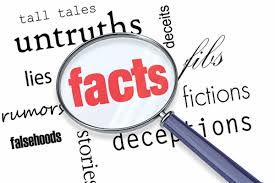 tall tales
untruths
deceits
lies
facts
fibs
rumors
fictions
falsehoods
stories
deceptions